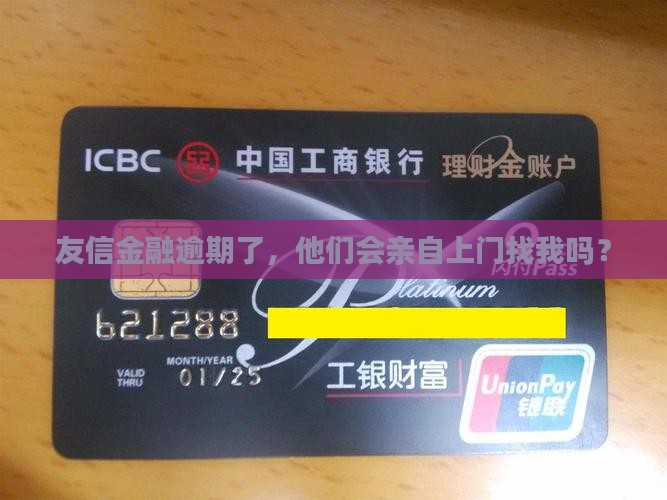 ICBC 中国工商银行 理财金账户
友信金融逾期了，他们会亲自上门找我吗？
闪付Pass
Platinum
621288
MONTH/YEAR
VALID THRU 01/25
工银财富
UnionPay
银联